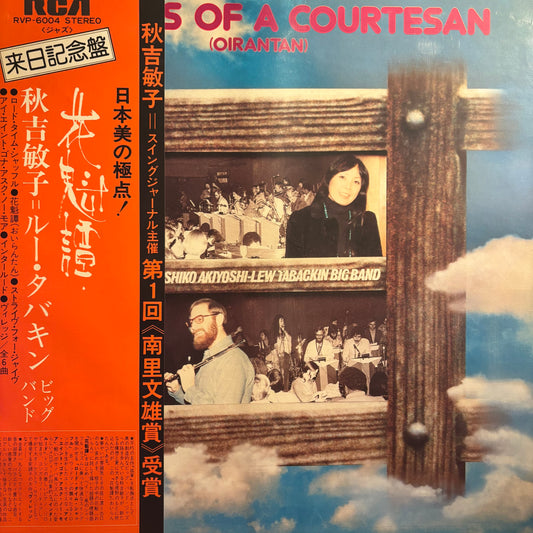 RCA
RVP-6004 STEREO
〈ジャズ〉
来日記念盤
花魁譚
秋吉敏子=ルー・タバキン
ビッグ
バンド
●ロード・タイム・シャッフル●花魁譚(おいらんたん)●ストライヴ・フォー・ジャイヴ
●アイ・エイント・ゴナ・アスク・ノー・モア●インタールード●ヴィレッジ/全6曲
日本美の極点!
秋吉敏子=スイングジャーナル主催 第1回《南里文雄賞》受賞
S OF A COURTESAN
(OIRANTAN)
SHIKO AKIYOSHI-LEW TABACKIN BIG BAND